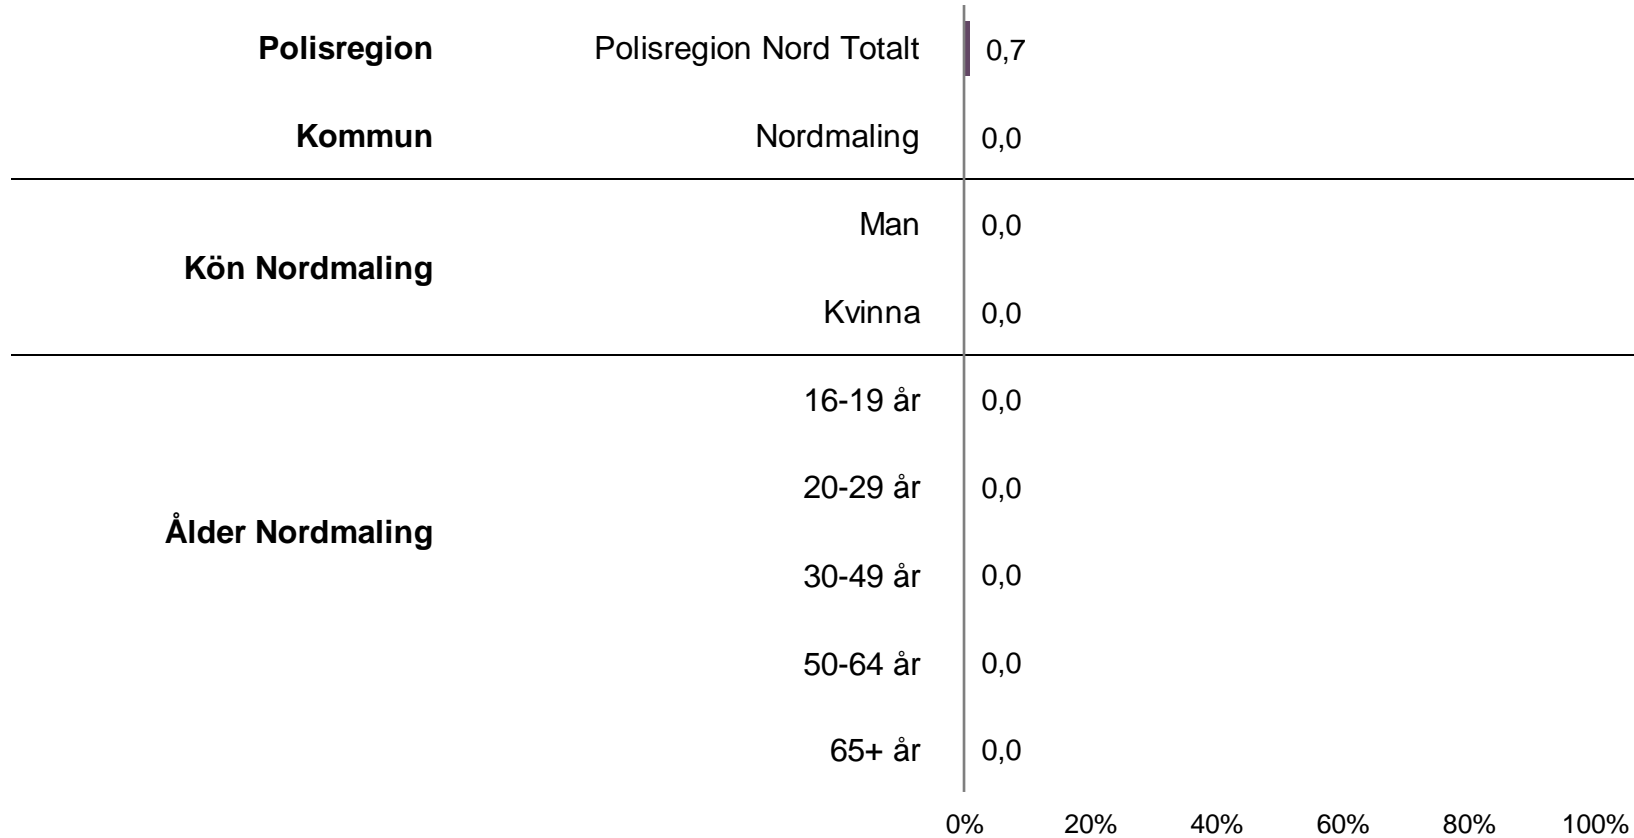 Polisregion Polisregion Nord Totalt 0,7
Kommun Nordmaling 0,0
Man 0,0
Kön Nordmaling
Kvinna 0,0
16-19 år 0,0
20-29 år 0,0
Ålder Nordmaling
30-49 år 0,0
50-64 år 0,0
65+ år 0,0
0% 20% 40% 60% 80% 100%